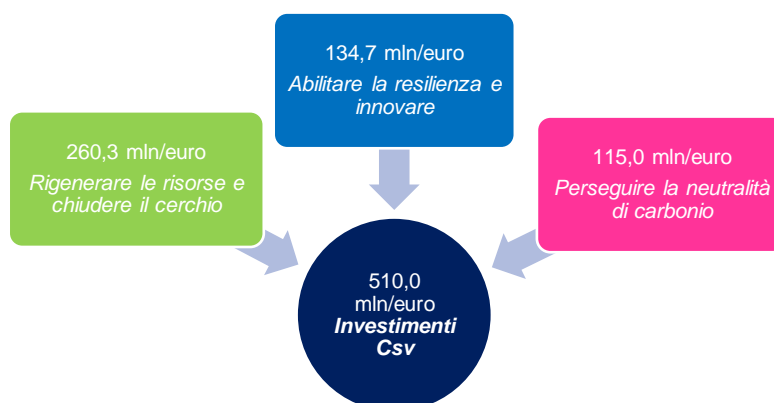 134,7 mln/euro
Abilitare la resilienza e
innovare
260,3 mln/euro
Rigenerare le risorse e
chiudere il cerchio
115,0 mln/euro
Perseguire la neutralità
di carbonio
510,0
mln/euro
Investimenti
Csv